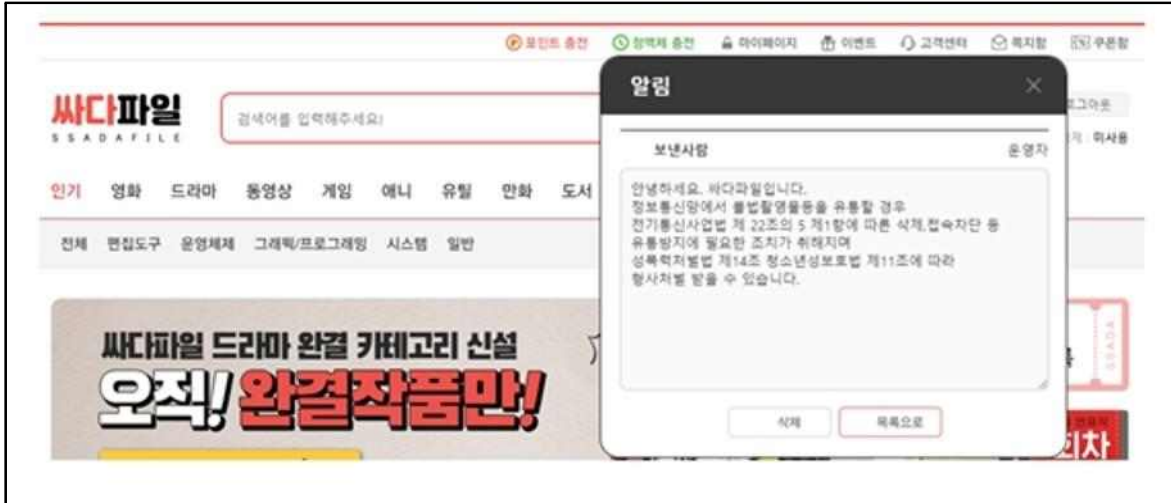 포인트 충전 정액제 충전 마이페이지 이벤트 고객센터 쪽지함 쿠폰함
싸다파일
SSADAFILE
검색어를 입력해주세요!
로그아웃
미사용
인기 영화 드라마 동영상 게임 애니 유틸 만화 도서
전체 편집도구 운영체제 그래픽/프로그래밍 시스템 일반
알림
보낸사람 운영자
안녕하세요. 싸다파일입니다.
정보통신망에서 불법촬영물등을 유통할 경우
전기통신사업법 제 22조의 5 제1항에 따른 삭제,접속차단 등
유통방지에 필요한 조치가 취해지며
성폭력처벌법 제14조 청소년성보호법 제11조에 따라
형사처벌 받을 수 있습니다.
삭제 목록으로
싸다파일 드라마 완결 카테고리 신설
오직! 완결작품만!
SSADA
회차